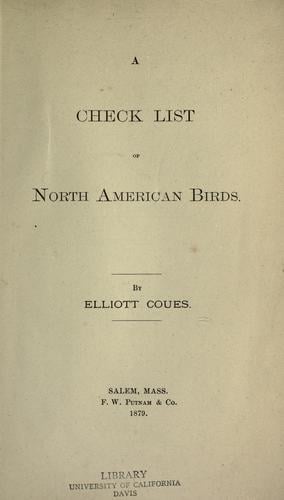 A
CHECK LIST
OF
NORTH AMERICAN BIRDS.
BY
ELLIOTT COUES.
SALEM, MASS.
F. W. PUTNAM & CO.
1879.
LIBRARY
UNIVERSITY OF CALIFORNIA
DAVIS